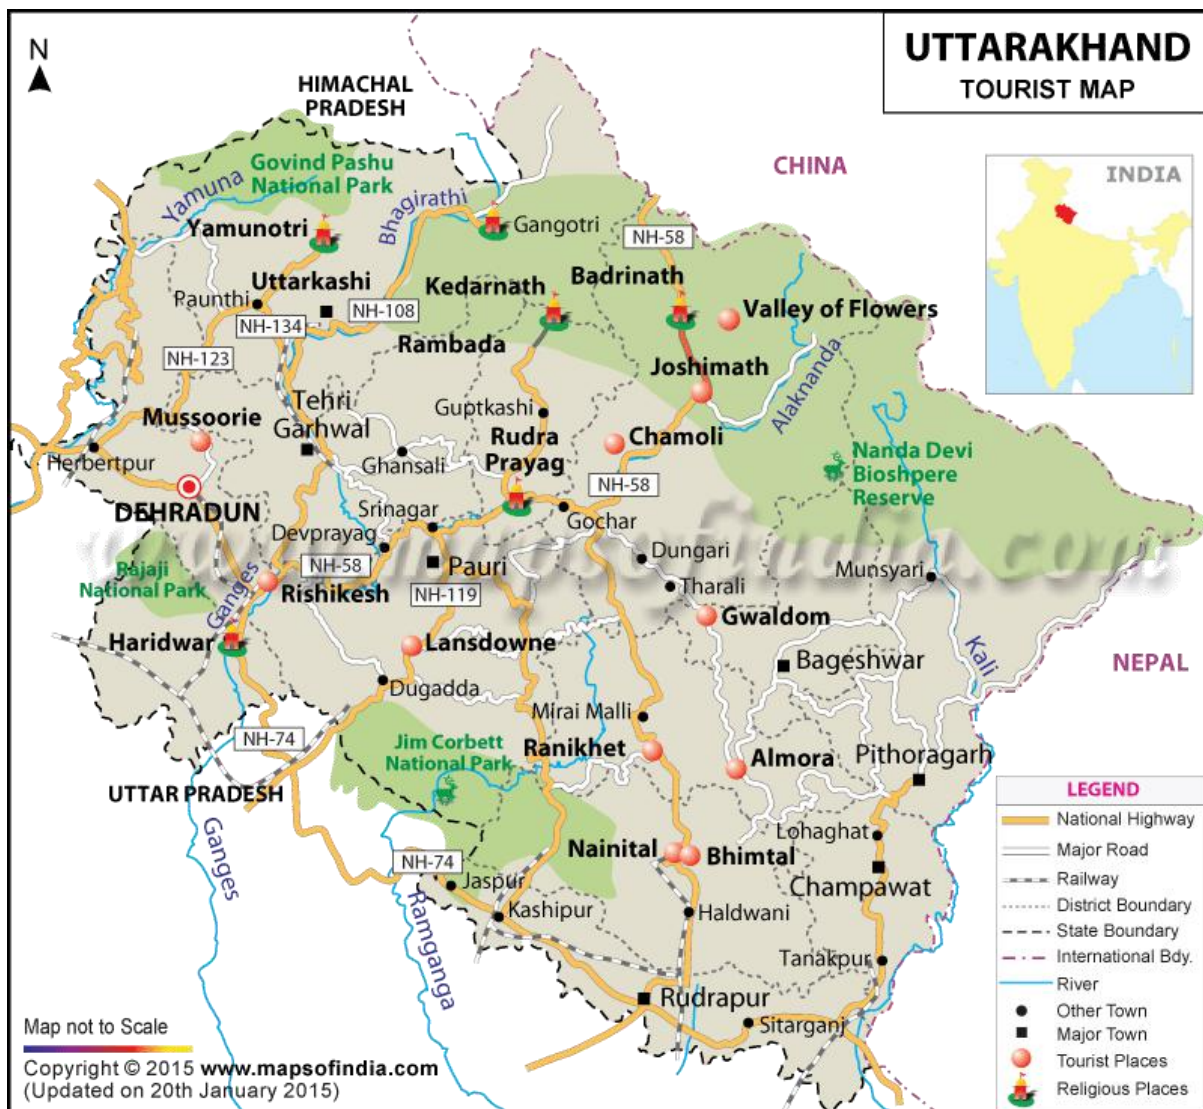 UTTARAKHAND
TOURIST MAP
N
HIMACHAL
PRADESH
CHINA
INDIA
Govind Pashu
National Park
Yamuna
Bhagirathi
Yamunotri
Gangotri
NH-58
Uttarkashi
Kedarnath
Badrinath
Paunthi
NH-108
Valley of Flowers
NH-134
Rambada
NH-123
Joshimath
Alaknanda
Tehri
Garhwal
Mussoorie
Guptkashi
Rudra
Prayag
Chamoli
Herbertpur
Ghansali
Nanda Devi
Bioshpere
Reserve
NH-58
DEHRADUN
Srinagar
Gochar
Devprayag
www.mapsofindia.com
Dungari
Rajaji
National Park
NH-58
Pauri
Munsyari
Ganges
Rishikesh
NH-119
Tharali
Gwaldom
Haridwar
Lansdowne
Bageshwar
Kali
NEPAL
Dugadda
Mirai Malli
NH-74
Jim Corbett
National Park
Ranikhet
Almora
Pithoragarh
UTTAR PRADESH
Ganges
Lohaghat
NH-74
Nainital
Bhimtal
Champawat
Jaspur
Kashipur
Haldwani
Ramganga
Tanakpur
Rudrapur
Sitarganj
LEGEND
National Highway
Major Road
Railway
District Boundary
State Boundary
International Bdy.
River
Other Town
Major Town
Tourist Places
Religious Places
Map not to Scale
Copyright © 2015 www.mapsofindia.com
(Updated on 20th January 2015)